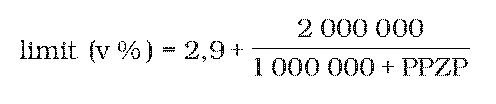 limit (v %) = 2,9 + 2 000 000
1 000 000 + PPZP